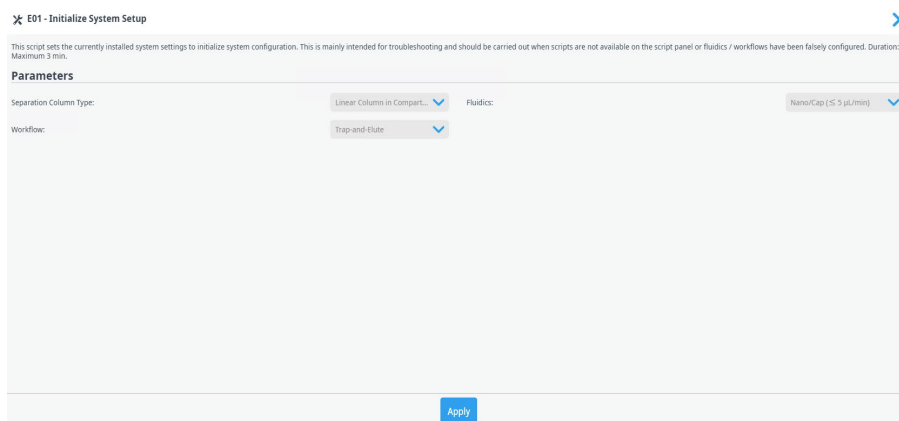 E01 - Initialize System Setup
This script sets the currently installed system settings to initialize system configuration. This is mainly intended for troubleshooting and should be carried out when scripts are not available on the script panel or fluidics / workflows have been falsely configured. Duration:
Maximum 3 min.
Parameters
Separation Column Type: Linear Column in Compart... Fluidics: Nano/Cap (≤ 5 μL/min)
Workflow: Trap-and-Elute
Apply